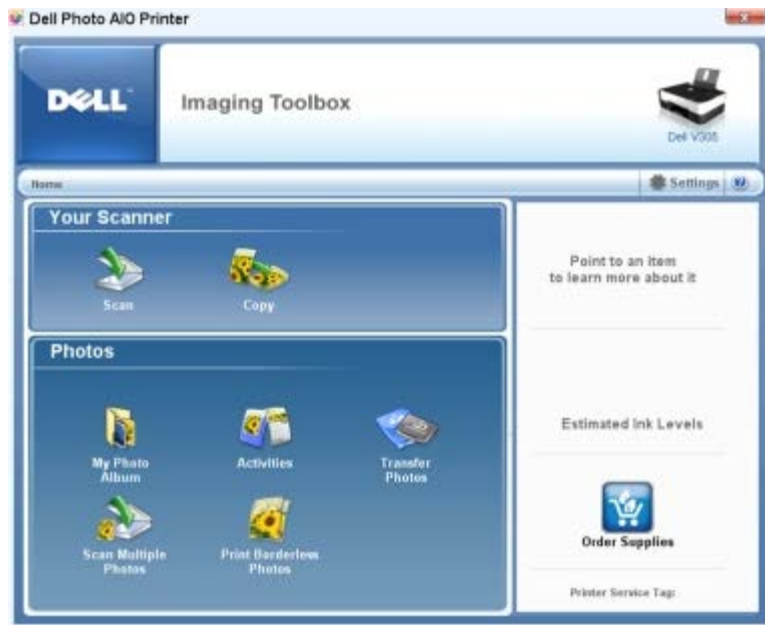 Dell Photo AIO Printer
DELL
Imaging Toolbox
Dell V305
Home
Settings
?
Your Scanner
Scan
Copy
Point to an item
to learn more about it
Photos
My Photo
Album
Activities
Transfer
Photos
Scan Multiple
Photos
Print Borderless
Photos
Estimated Ink Levels
Order Supplies
Printer Service Tag: